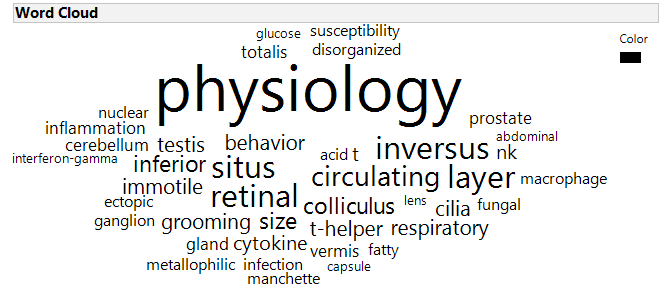 Word Cloud
Color
glucose susceptibility
totalis disorganized
physiology
nuclear prostate
inflammation abdominal
cerebellum testis behavior
interferon-gamma inferior situs acid t inversus nk
immotile circulating layer macrophage
ectopic retinal colliculus lens cilia fungal
ganglion grooming size t-helper respiratory
gland cytokine vermis fatty
metallophilic infection capsule
manchette